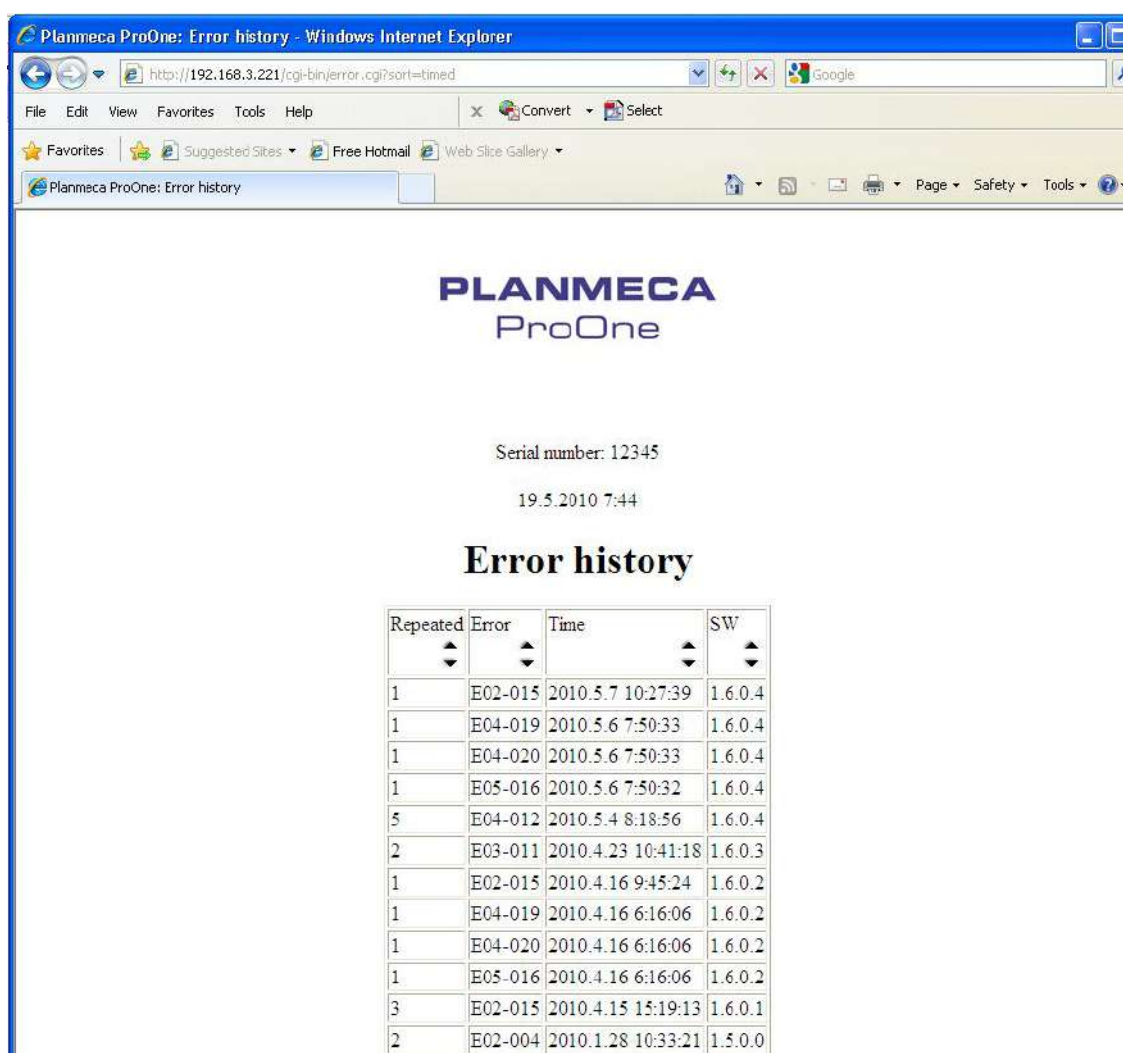 Planmeca ProOne: Error history - Windows Internet Explorer
http://192.168.3.221/cgi-bin/error.cgi?sort=timed Google
File Edit View Favorites Tools Help x Convert Select
Favorites Suggested Sites Free Hotmail Web Slice Gallery
Planmeca ProOne: Error history Page Safety Tools
PLANMECA
ProOne
Serial number: 12345
19.5.2010 7:44
Error history
Repeated Error Time SW
1 E02-015 2010.5.7 10:27:39 1.6.0.4
1 E04-019 2010.5.6 7:50:33 1.6.0.4
1 E04-020 2010.5.6 7:50:33 1.6.0.4
1 E05-016 2010.5.6 7:50:32 1.6.0.4
5 E04-012 2010.5.4 8:18:56 1.6.0.4
2 E03-011 2010.4.23 10:41:18 1.6.0.3
1 E02-015 2010.4.16 9:45:24 1.6.0.2
1 E04-019 2010.4.16 6:16:06 1.6.0.2
1 E04-020 2010.4.16 6:16:06 1.6.0.2
1 E05-016 2010.4.16 6:16:06 1.6.0.2
3 E02-015 2010.4.15 15:19:13 1.6.0.1
2 E02-004 2010.1.28 10:33:21 1.5.0.0